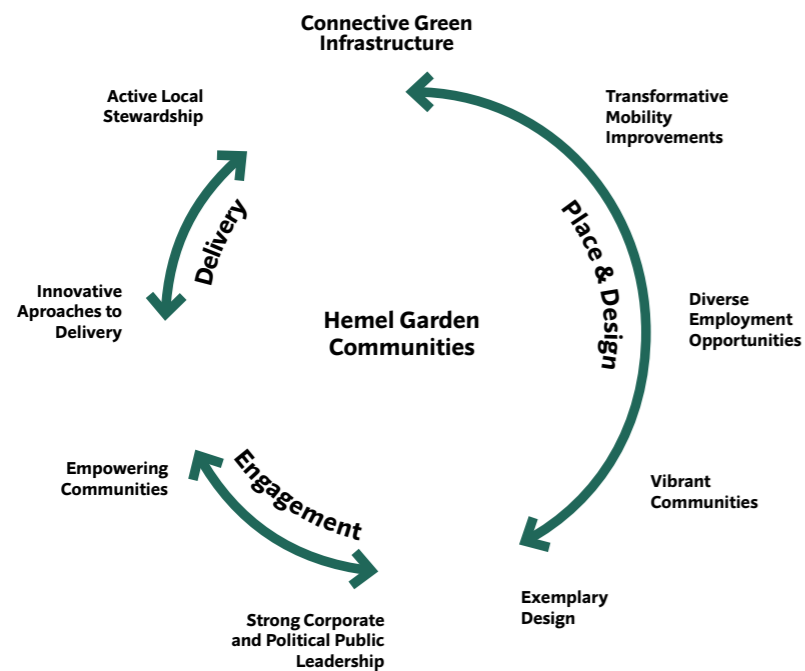 Connective Green
Infrastructure
Transformative
Mobility
Improvements
Place & Design
Diverse
Employment
Opportunities
Vibrant
Communities
Exemplary
Design
Strong Corporate
and Political Public
Leadership
Engagement
Empowering
Communities
Innovative
Aproaches to
Delivery
Delivery
Active Local
Stewardship
Hemel Garden
Communities